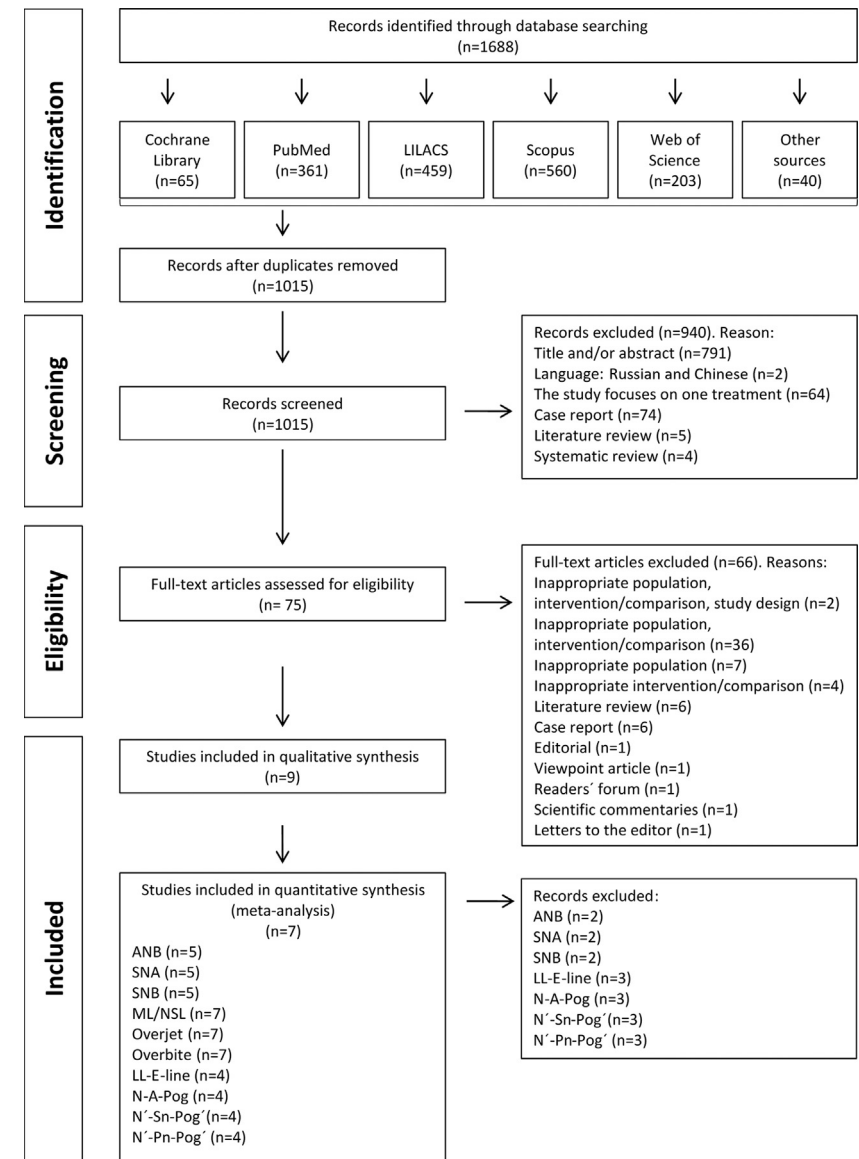 Identification
Records identified through database searching
(n=1688)
Cochrane
Library
(n=65)
PubMed
(n=361)
LILACS
(n=459)
Scopus
(n=560)
Web of
Science
(n=203)
Other
sources
(n=40)
Records after duplicates removed
(n=1015)
Screening
Records screened
(n=1015)
Records excluded (n=940). Reason:
Title and/or abstract (n=791)
Language: Russian and Chinese (n=2)
The study focuses on one treatment (n=64)
Case report (n=74)
Literature review (n=5)
Systematic review (n=4)
Eligibility
Full-text articles assessed for eligibility
(n= 75)
Full-text articles excluded (n=66). Reasons:
Inappropriate population,
intervention/comparison, study design (n=2)
Inappropriate population,
intervention/comparison (n=36)
Inappropriate population (n=7)
Inappropriate intervention/comparison (n=4)
Literature review (n=6)
Case report (n=6)
Editorial (n=1)
Viewpoint article (n=1)
Readers´ forum (n=1)
Scientific commentaries (n=1)
Letters to the editor (n=1)
Included
Studies included in qualitative synthesis
(n=9)
Studies included in quantitative synthesis
(meta-analysis)
(n=7)
ANB (n=5)
SNA (n=5)
SNB (n=5)
ML/NSL (n=7)
Overjet (n=7)
Overbite (n=7)
LL-E-line (n=4)
N-A-Pog (n=4)
N´-Sn-Pog´(n=4)
N´-Pn-Pog´ (n=4)
Records excluded:
ANB (n=2)
SNA (n=2)
SNB (n=2)
LL-E-line (n=3)
N-A-Pog (n=3)
N´-Sn-Pog´(n=3)
N´-Pn-Pog´ (n=3)